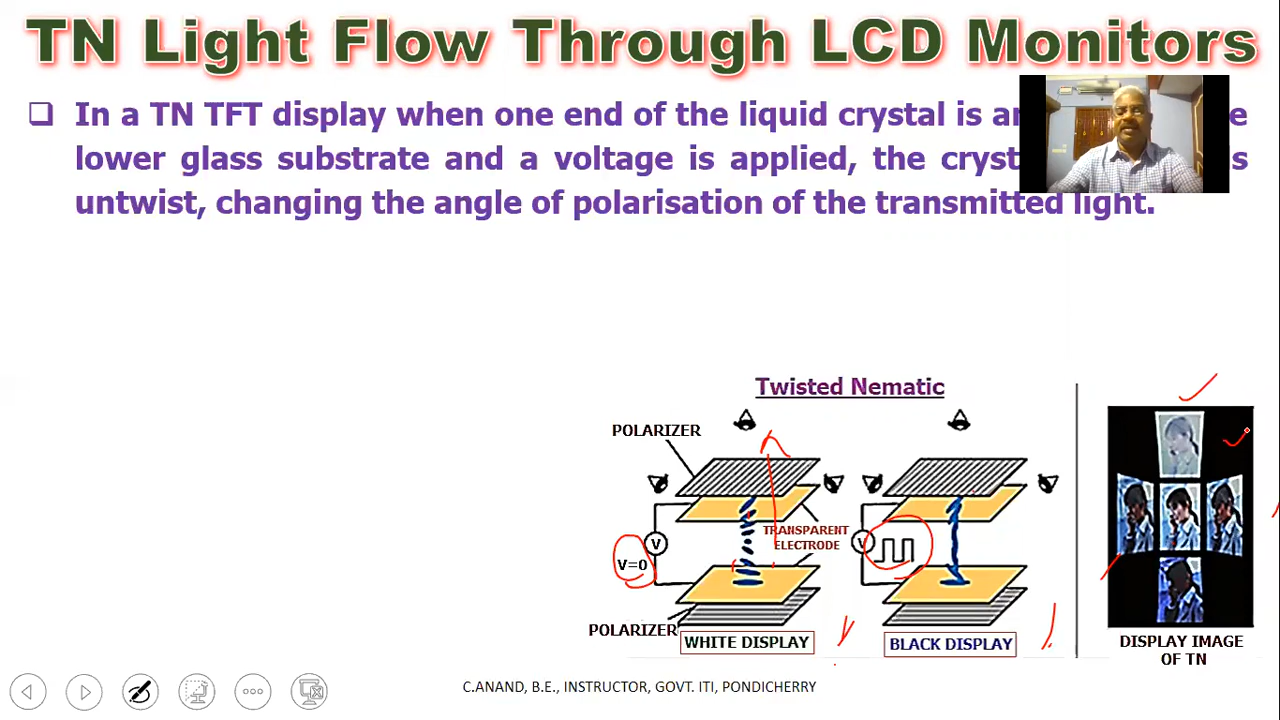 TN Light Flow Through LCD Monitors
❑ In a TN TFT display when one end of the liquid crystal is
lower glass substrate and a voltage is applied, the
untwist, changing the angle of polarisation of the transmitted light.
Twisted Nematic
POLARIZER
TRANSPARENT
ELECTRODE
V
V
V=0
POLARIZER
WHITE DISPLAY
BLACK DISPLAY
DISPLAY IMAGE
OF TN
C.ANAND, B.E., INSTRUCTOR, GOVT. ITI, PONDICHERRY